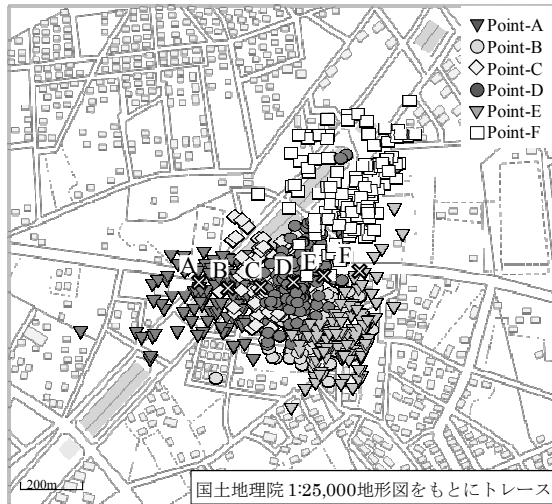 Point-A
Point-B
Point-C
Point-D
Point-E
Point-F
A B C D E F
200m
国土地理院 1:25,000地形図をもとにトレース